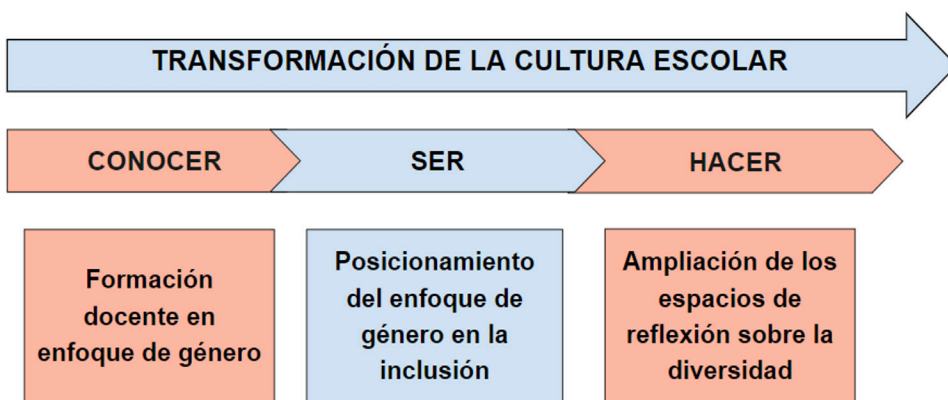 TRANSFORMACIÓN DE LA CULTURA ESCOLAR
CONOCER
SER
HACER
Formación
docente en
enfoque de género
Posicionamiento
del enfoque de
género en la
inclusión
Ampliación de los
espacios de
reflexión sobre la
diversidad